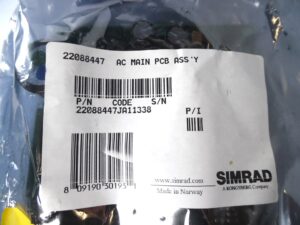 22088447 AC MAIN PCB ASS'Y
P/N CODE S/N
22088447JA11338
P/I
www.simrad.com
Made in Norway
SIMRAD
A KONGSBERG Company
8 09190 50195 1